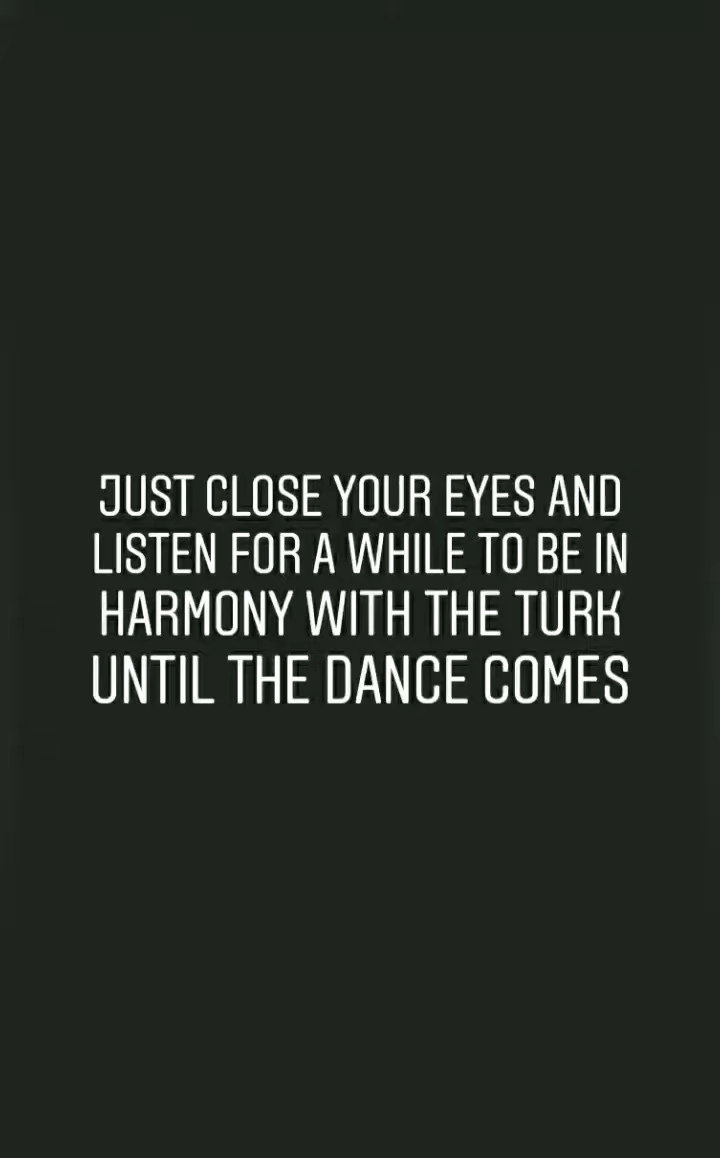 JUST CLOSE YOUR EYES AND
LISTEN FOR A WHILE TO BE IN
HARMONY WITH THE TURK
UNTIL THE DANCE COMES